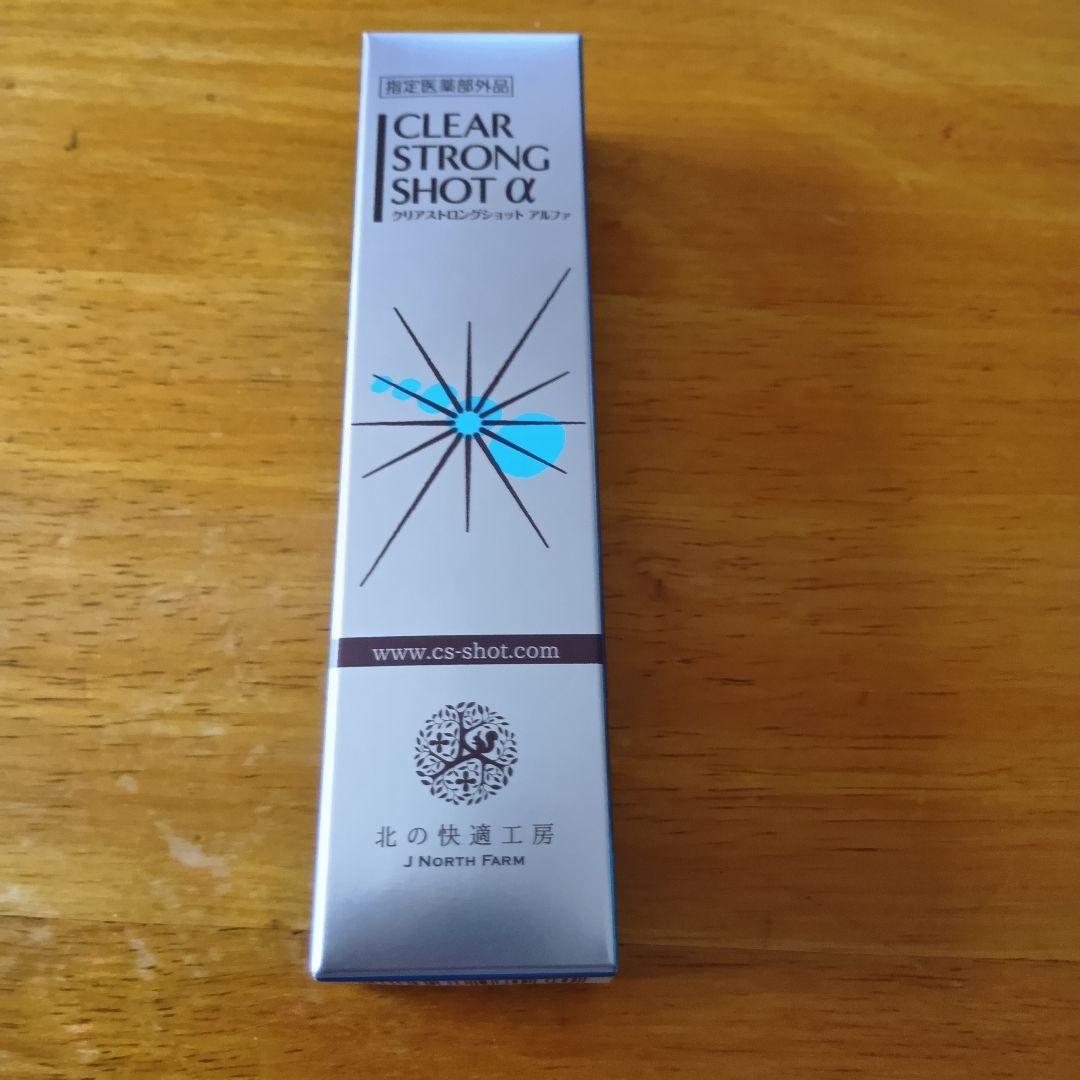 指定医薬部外品
CLEAR
STRONG
SHOT α
クリアストロングショット アルファ
www.cs-shot.com
北の快適工房
J NORTH FARM